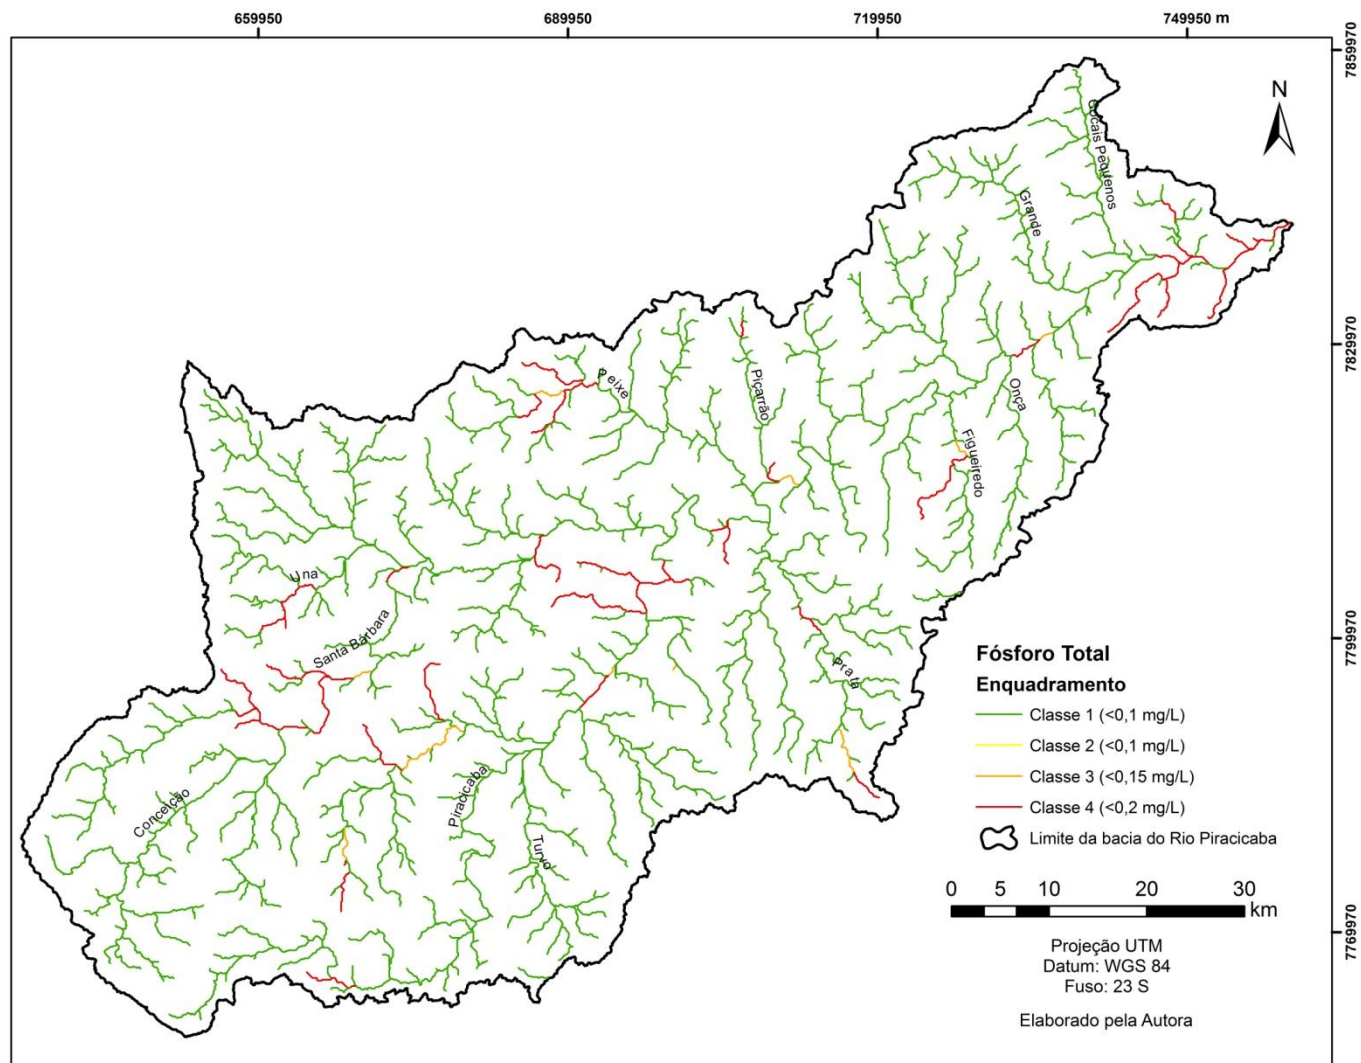 659950
689950
719950
749950 m
7859970
N
Cocais Pequenos
Grande
7829970
Peixe
Piçarrão
Onça
Figueiredo
Una
Santa Bárbara
7799970
Prata
Fósforo Total
Enquadramento
Classe 1 (<0,1 mg/L)
Classe 2 (<0,1 mg/L)
Classe 3 (<0,15 mg/L)
Classe 4 (<0,2 mg/L)
Limite da bacia do Rio Piracicaba
Conceição
Piracicaba
Turvo
0 5 10 20 30
km
7769970
Projeção UTM
Datum: WGS 84
Fuso: 23 S
Elaborado pela Autora